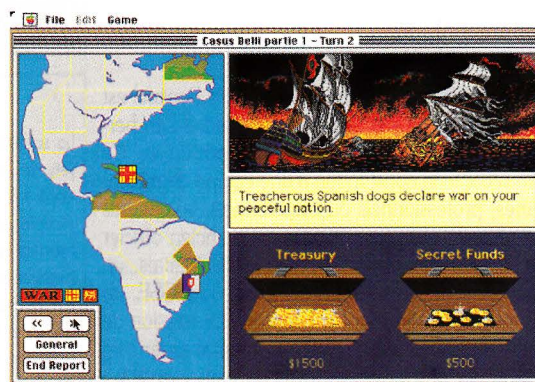 File Edit Game
Casus Belli partie 1 - Turn 2
Treacherous Spanish dogs declare war on your
peaceful nation.
Treasury
Secret Funds
$1500
$500
WAR
<<
>>
General
End Report